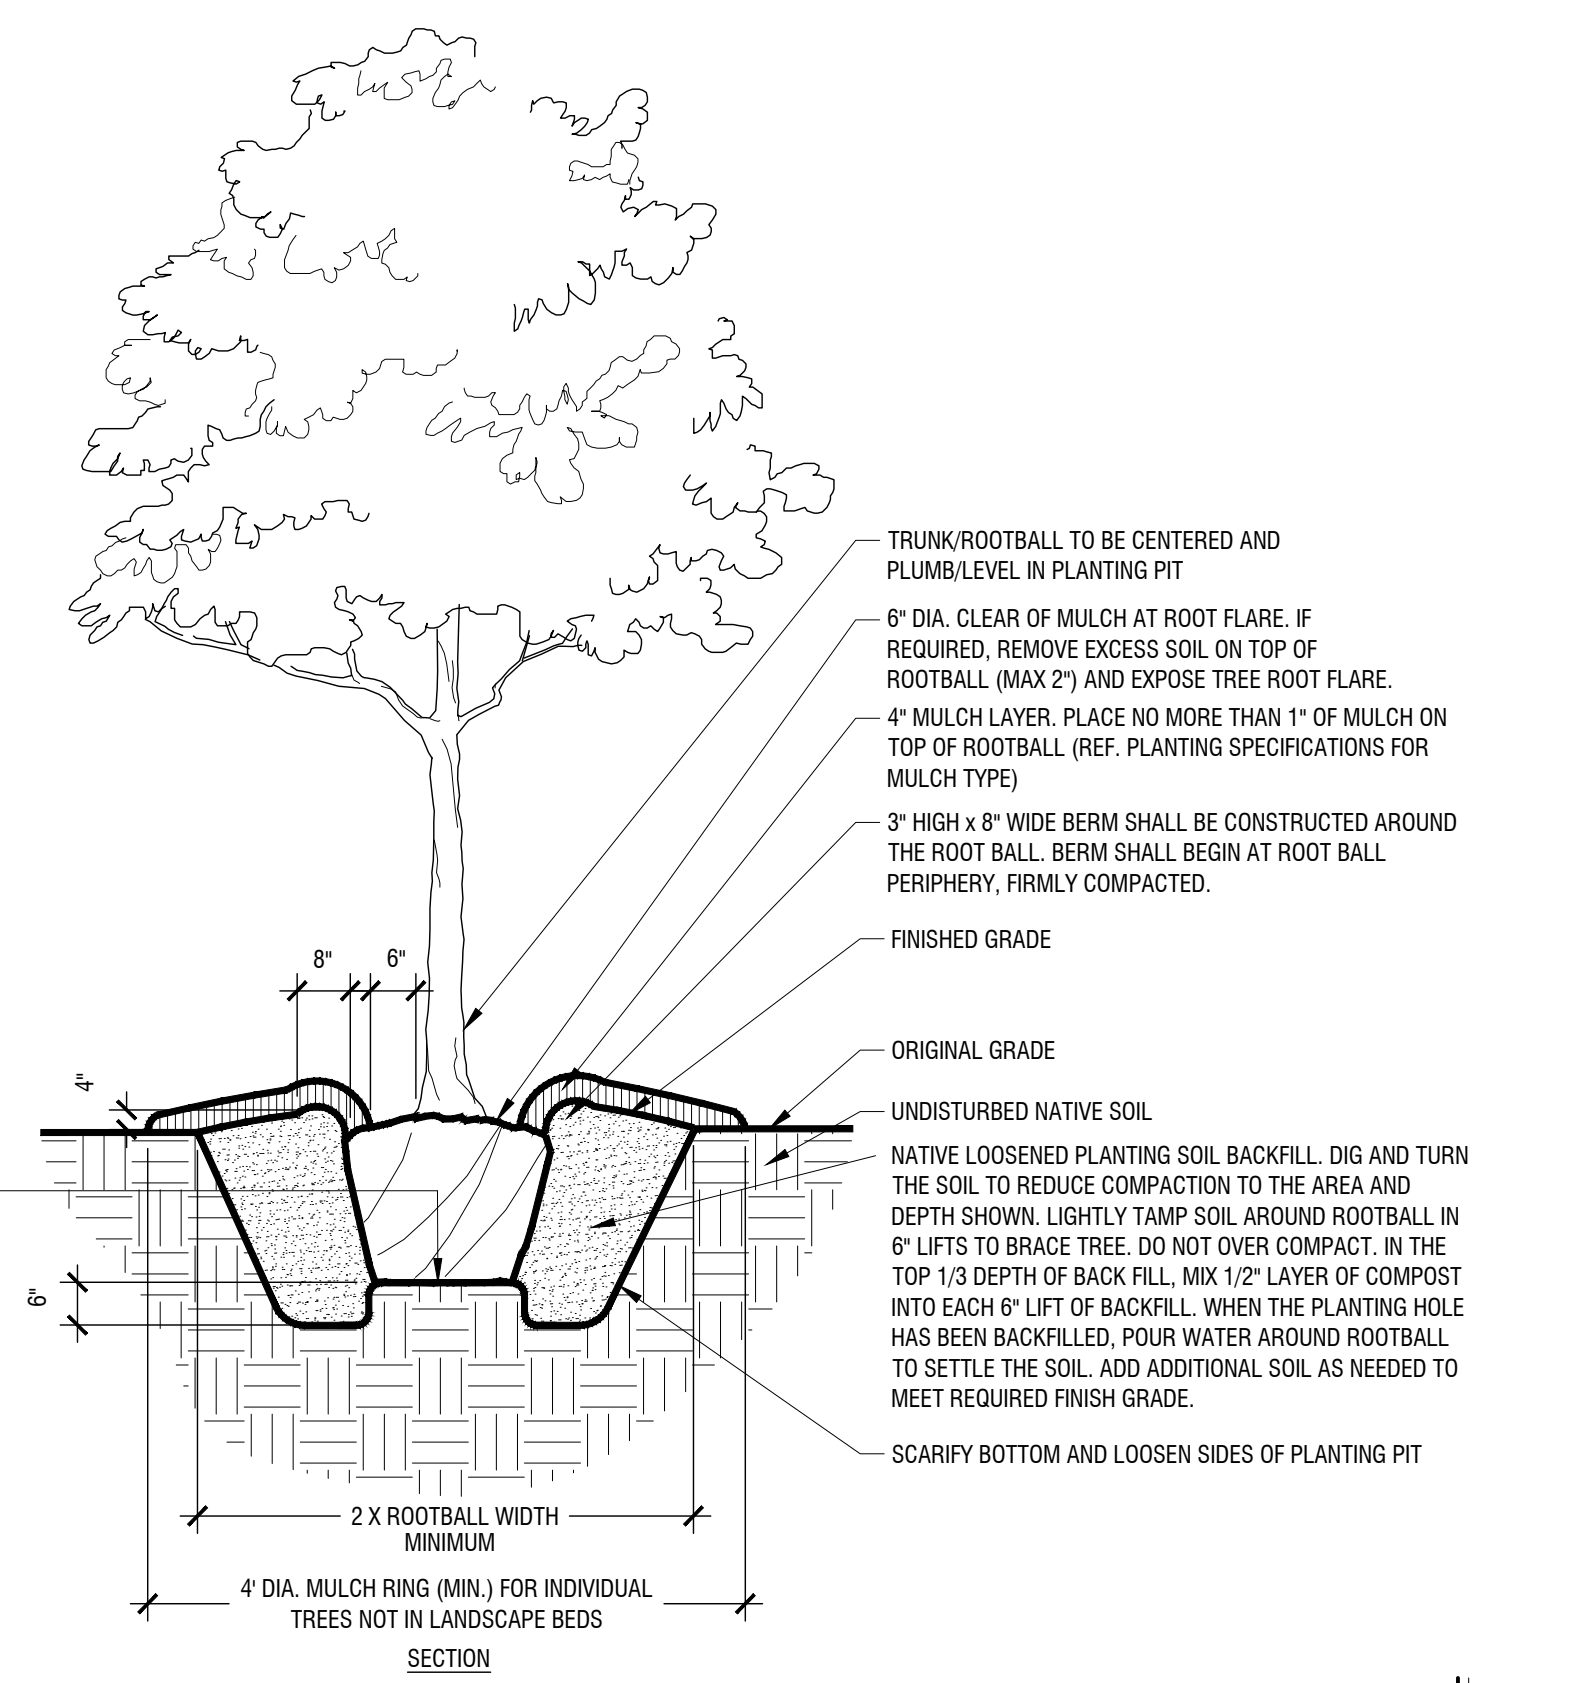 TRUNK/ROOTBALL TO BE CENTERED AND
PLUMB/LEVEL IN PLANTING PIT
6" DIA. CLEAR OF MULCH AT ROOT FLARE. IF
REQUIRED, REMOVE EXCESS SOIL ON TOP OF
ROOTBALL (MAX 2") AND EXPOSE TREE ROOT FLARE.
4" MULCH LAYER. PLACE NO MORE THAN 1" OF MULCH ON
TOP OF ROOTBALL (REF. PLANTING SPECIFICATIONS FOR
MULCH TYPE)
3" HIGH x 8" WIDE BERM SHALL BE CONSTRUCTED AROUND
THE ROOT BALL. BERM SHALL BEGIN AT ROOT BALL
PERIPHERY, FIRMLY COMPACTED.
FINISHED GRADE
8"
6"
ORIGINAL GRADE
4"
UNDISTURBED NATIVE SOIL
NATIVE LOOSENED PLANTING SOIL BACKFILL. DIG AND TURN
THE SOIL TO REDUCE COMPACTION TO THE AREA AND
DEPTH SHOWN. LIGHTLY TAMP SOIL AROUND ROOTBALL IN
6" LIFTS TO BRACE TREE. DO NOT OVER COMPACT. IN THE
TOP 1/3 DEPTH OF BACK FILL, MIX 1/2" LAYER OF COMPOST
INTO EACH 6" LIFT OF BACKFILL. WHEN THE PLANTING HOLE
HAS BEEN BACKFILLED, POUR WATER AROUND ROOTBALL
TO SETTLE THE SOIL. ADD ADDITIONAL SOIL AS NEEDED TO
MEET REQUIRED FINISH GRADE.
6"
SCARIFY BOTTOM AND LOOSEN SIDES OF PLANTING PIT
2 X ROOTBALL WIDTH
MINIMUM
4' DIA. MULCH RING (MIN.) FOR INDIVIDUAL
TREES NOT IN LANDSCAPE BEDS
SECTION